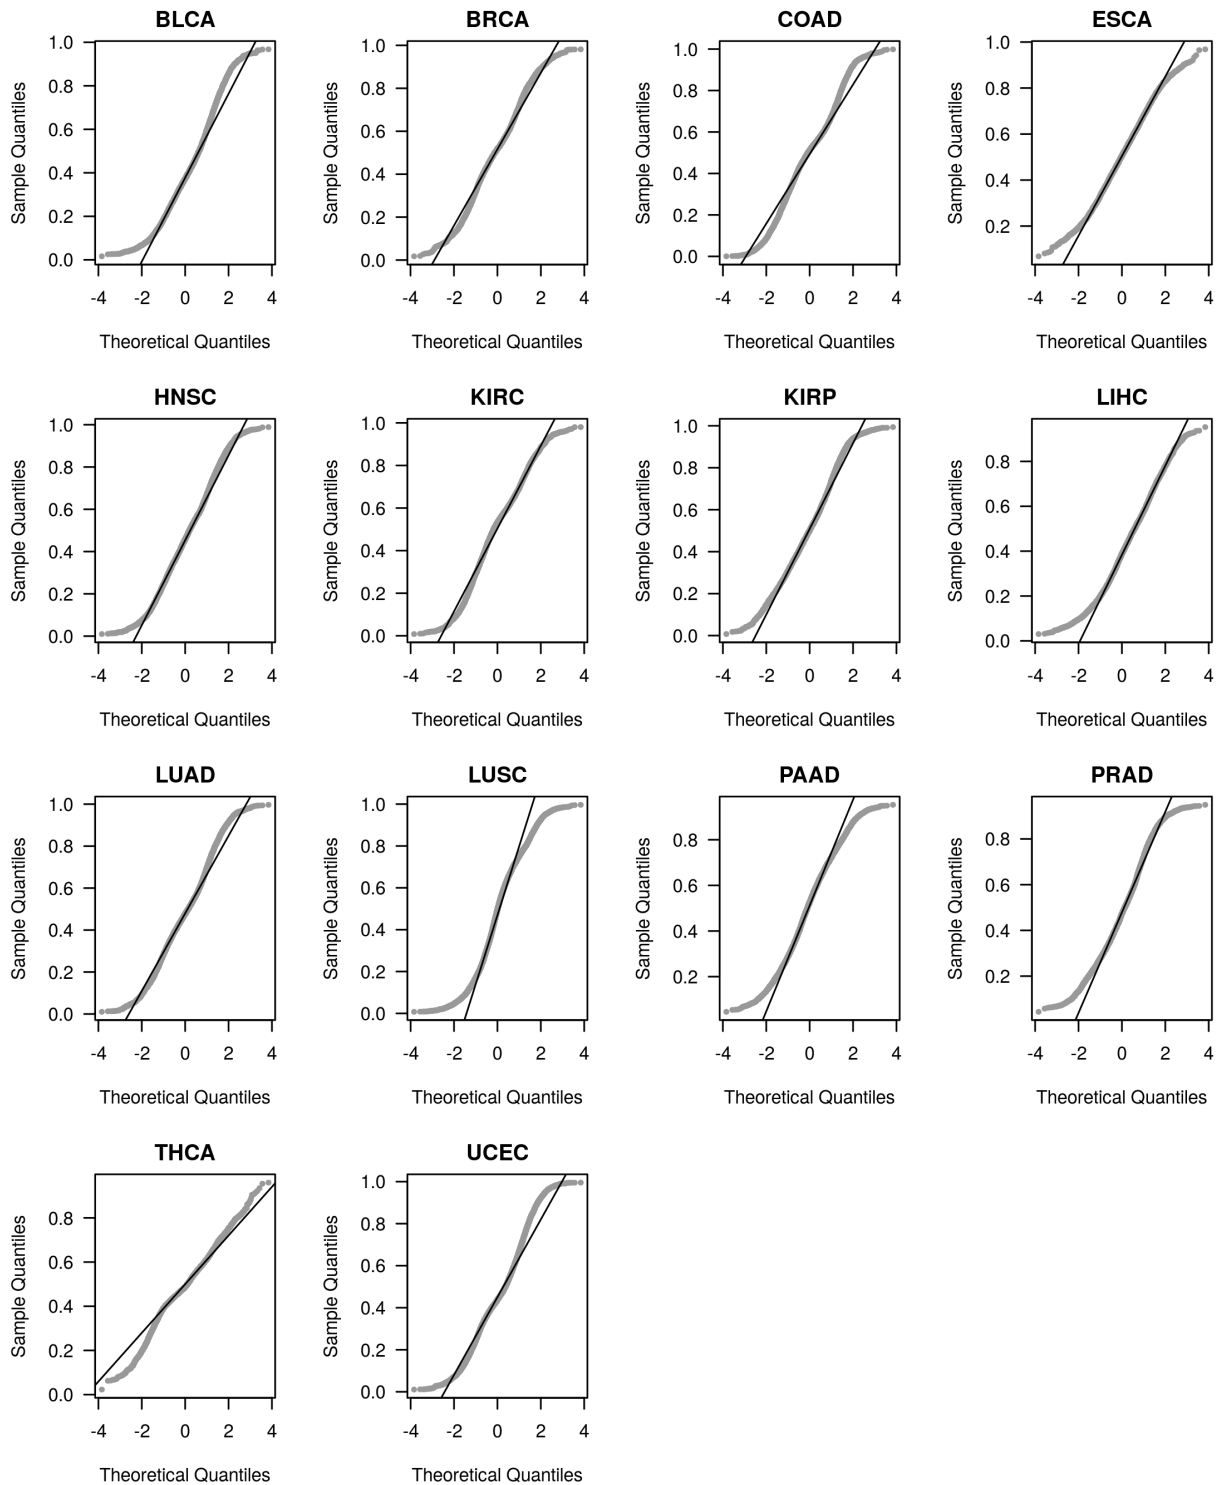 BLCA BRCA COAD ESCA
1.0 1.0 1.0 1.0
0.8 0.8 0.8 0.8
0.6 0.6 0.6 0.6
0.4 0.4 0.4 0.4
0.2 0.2 0.2 0.2
0.0 0.0 0.0
Sample Quantiles Sample Quantiles Sample Quantiles Sample Quantiles
-4 -2 0 2 4 -4 -2 0 2 4 -4 -2 0 2 4 -4 -2 0 2 4
Theoretical Quantiles Theoretical Quantiles Theoretical Quantiles Theoretical Quantiles
HNSC KIRC KIRP LIHC
1.0 1.0 1.0
0.8 0.8 0.8 0.8
0.6 0.6 0.6 0.6
0.4 0.4 0.4 0.4
0.2 0.2 0.2 0.2
0.0 0.0 0.0 0.0
Sample Quantiles Sample Quantiles Sample Quantiles Sample Quantiles
-4 -2 0 2 4 -4 -2 0 2 4 -4 -2 0 2 4 -4 -2 0 2 4
Theoretical Quantiles Theoretical Quantiles Theoretical Quantiles Theoretical Quantiles
LUAD LUSC PAAD PRAD
1.0 1.0
0.8 0.8 0.8 0.8
0.6 0.6 0.6 0.6
0.4 0.4 0.4 0.4
0.2 0.2 0.2 0.2
0.0 0.0
Sample Quantiles Sample Quantiles Sample Quantiles Sample Quantiles
-4 -2 0 2 4 -4 -2 0 2 4 -4 -2 0 2 4 -4 -2 0 2 4
Theoretical Quantiles Theoretical Quantiles Theoretical Quantiles Theoretical Quantiles
THCA UCEC
1.0
0.8 0.8
0.6 0.6
0.4 0.4
0.2 0.2
0.0 0.0
Sample Quantiles Sample Quantiles
-4 -2 0 2 4 -4 -2 0 2 4
Theoretical Quantiles Theoretical Quantiles